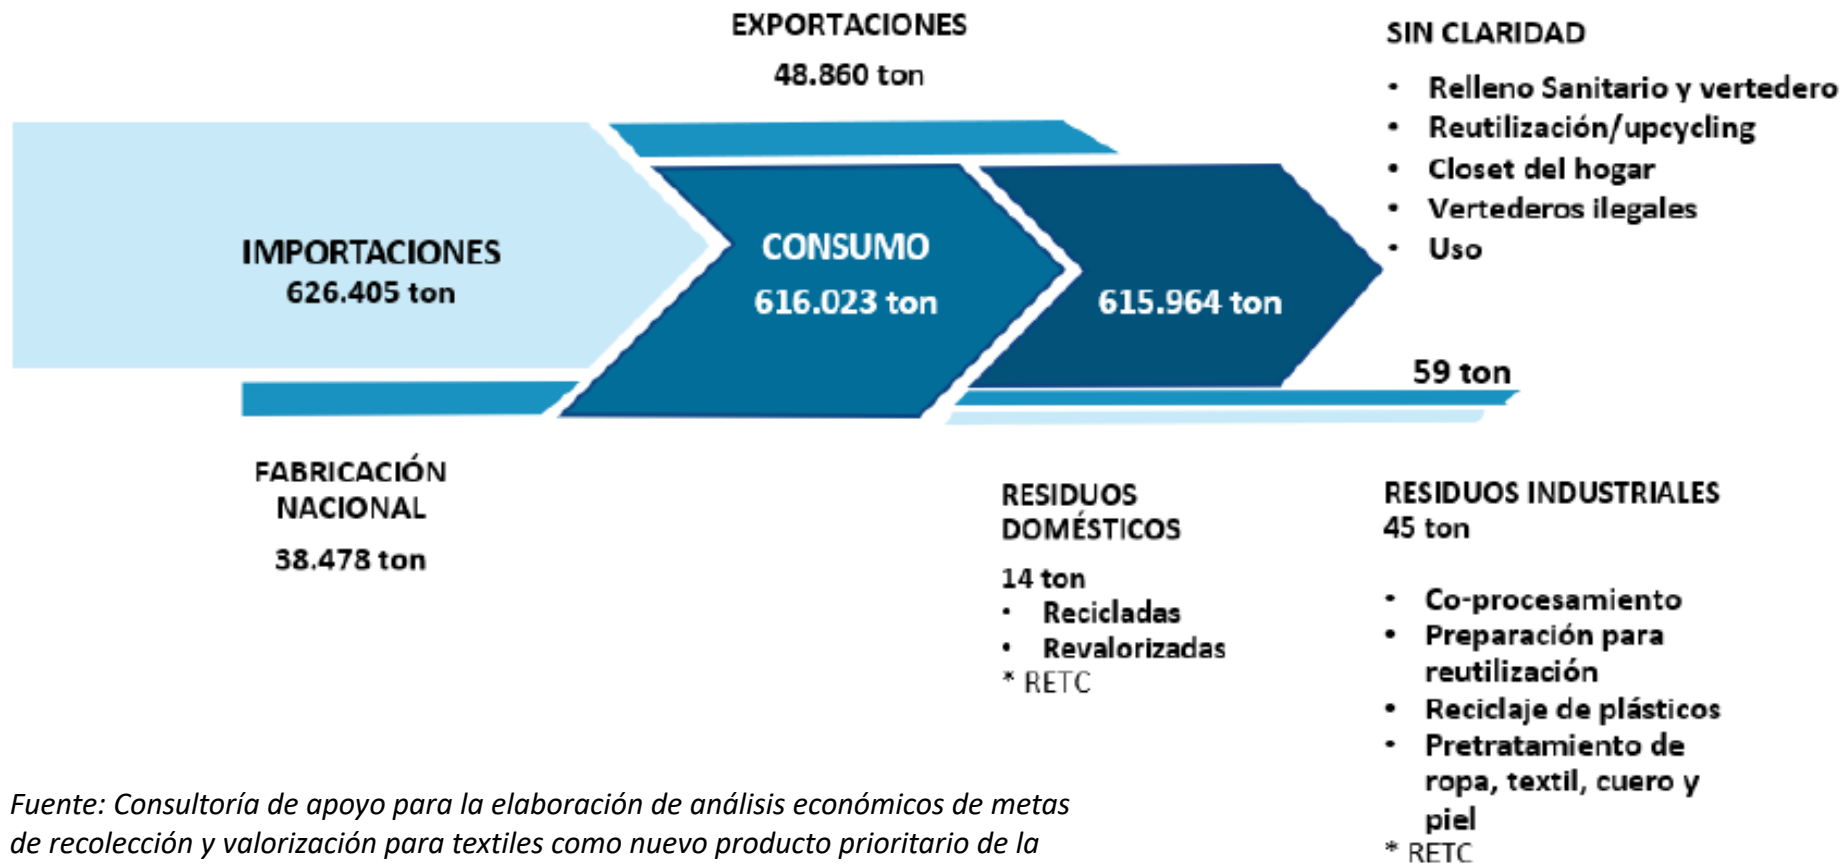 EXPORTACIONES
48.860 ton
SIN CLARIDAD
• Relleno Sanitario y vertedero
• Reutilización/upcycling
• Closet del hogar
• Vertederos ilegales
• Uso
IMPORTACIONES
626.405 ton
CONSUMO
616.023 ton
615.964 ton
59 ton
FABRICACIÓN
NACIONAL
38.478 ton
RESIDUOS
DOMÉSTICOS
14 ton
• Recicladas
• Revalorizadas
* RETC
RESIDUOS INDUSTRIALES
45 ton
• Co-procesamiento
• Preparación para
reutilización
• Reciclaje de plásticos
• Pretratamiento de
ropa, textil, cuero y
piel
* RETC
Fuente: Consultoría de apoyo para la elaboración de análisis económicos de metas
de recolección y valorización para textiles como nuevo producto prioritario de la